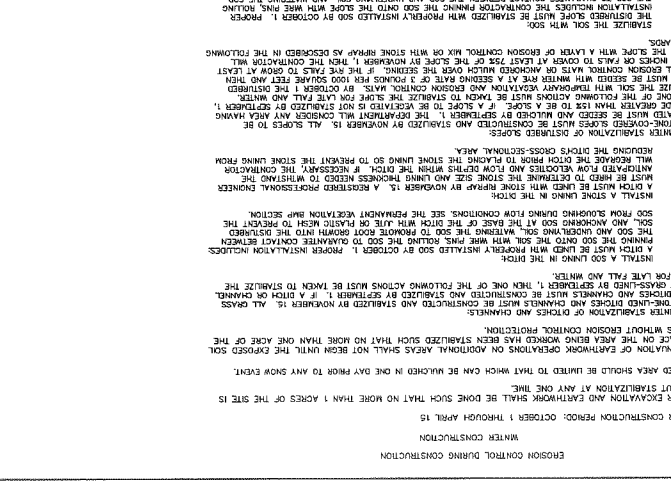 EROSION CONTROL DURING CONSTRUCTION
WINTER CONSTRUCTION
R CONSTRUCTION PERIOD: OCTOBER 1 THROUGH APRIL 15
R EXCAVATION AND EARTHWORK SHALL BE DONE SUCH THAT NO MORE THAN 1 ACRES OF THE SITE IS
UT STABILIZATION AT ANY ONE TIME.
ED AREA SHOULD BE LIMITED TO THAT WHICH CAN BE MULCHED IN ONE DAY PRIOR TO ANY SNOW EVENT.
NUATION OF EARTHWORK OPERATIONS ON ADDITIONAL AREAS SHALL NOT BEGIN UNTIL THE EXPOSED SOIL
ACE ON THE AREA BEING WORKED HAS BEEN STABILIZED SUCH THAT NO MORE THAN ONE ACRE OF THE
IS WITHOUT EROSION CONTROL PROTECTION.
NTER STABILIZATION OF DITCHES AND CHANNELS:
TONE-LINED DITCHES AND CHANNELS MUST BE CONSTRUCTED AND STABILIZED BY NOVEMBER 15. ALL GRASS
DITCHES AND CHANNELS MUST BE CONSTRUCTED AND STABILIZED BY SEPTEMBER 1. IF A DITCH OR CHANNEL
GRASS-LINED BY SEPTEMBER 1, THEN ONE OF THE FOLLOWING ACTIONS MUST BE TAKEN TO STABILIZE THE
FOR LATE FALL AND WINTER.
INSTALL A SOD LINING IN THE DITCH:
A DITCH MUST BE LINED WITH PROPERLY INSTALLED SOD BY OCTOBER 1. PROPER INSTALLATION INCLUDES:
PINNING THE SOD ONTO THE SOIL WITH WIRE PINS, ROLLING THE SOD TO GUARANTEE CONTACT BETWEEN
THE SOD AND UNDERLYING SOIL, WATERING THE SOD TO PROMOTE ROOT GROWTH INTO THE DISTURBED
SOIL, AND ANCHORING SOD AT THE BASE OF THE DITCH WITH JUTE OR PLASTIC MESH TO PREVENT THE
SOD FROM SLOUGHING DURING FLOW CONDITIONS. SEE THE PERMANENT VEGETATION BMP SECTION.
INSTALL A STONE LINING IN THE DITCH:
A DITCH MUST BE LINED WITH STONE RIPRAP BY NOVEMBER 15. A REGISTERED PROFESSIONAL ENGINEER
MUST BE HIRED TO DETERMINE THE STONE SIZE AND LINING THICKNESS NEEDED TO WITHSTAND THE
ANTICIPATED FLOW VELOCITIES AND FLOW DEPTHS WITHIN THE DITCH. IF NECESSARY, THE CONTRACTOR
WILL REGRADE THE DITCH PRIOR TO PLACING THE STONE LINING SO TO PREVENT THE STONE LINING FROM
REDUCING THE DITCH'S CROSS-SECTIONAL AREA.
NTER STABILIZATION OF DISTURBED SLOPES:
TONE-COVERED SLOPES MUST BE CONSTRUCTED AND STABILIZED BY NOVEMBER 15. ALL SLOPES TO BE
ATED MUST BE SEEDED AND MULCHED BY SEPTEMBER 1. THE DEPARTMENT WILL CONSIDER ANY AREA HAVING
DE GREATER THAN 15% TO BE A SLOPE. IF A SLOPE TO BE VEGETATED IS NOT STABILIZED BY SEPTEMBER 1,
ONE OF THE FOLLOWING ACTIONS MUST BE TAKEN TO STABILIZE THE SLOPE FOR LATE FALL AND WINTER.
IZE THE SOIL WITH TEMPORARY VEGETATION AND EROSION CONTROL MATS. BY OCTOBER 1 THE DISTURBED
MUST BE SEEDED WITH WINTER RYE AT A SEEDING RATE OF 3 POUNDS PER 1000 SQUARE FEET AND THEN
L EROSION CONTROL MATS OR ANCHORED MULCH OVER THE SEEDING. IF THE RYE FAILS TO GROW AT LEAST
INCHES OR FAILS TO COVER AT LEAST 75% OF THE SLOPE BY NOVEMBER 1, THEN THE CONTRACTOR WILL
THE SLOPE WITH A LAYER OF EROSION CONTROL MIX OR WITH STONE RIPRAP AS DESCRIBED IN THE FOLLOWING
ARDS.
STABILIZE THE SOIL WITH SOD:
THE DISTURBED SLOPE MUST BE STABILIZED WITH PROPERLY INSTALLED SOD BY OCTOBER 1. PROPER
INSTALLATION INCLUDES THE CONTRACTOR PINNING THE SOD ONTO THE SLOPE WITH WIRE PINS, ROLLING